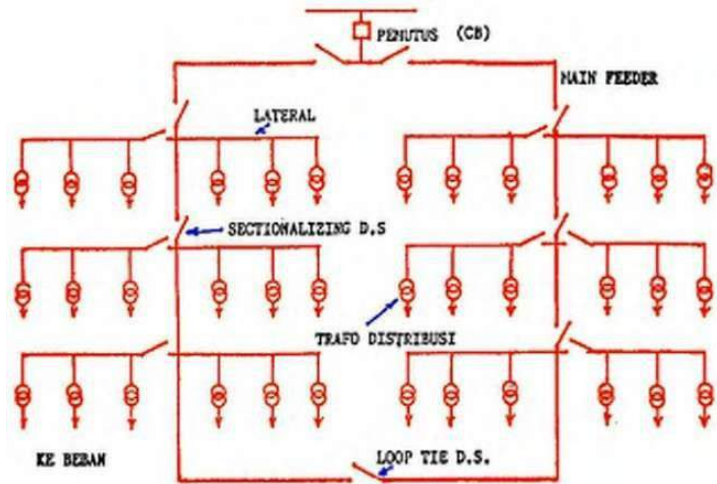 PEMUTUS (CB)
MAIN FEEDER
LATERAL
SECTIONALIZING D.S
TRAFO DISTRIBUSI
KE BEBAN
LOOP TIE D.S.